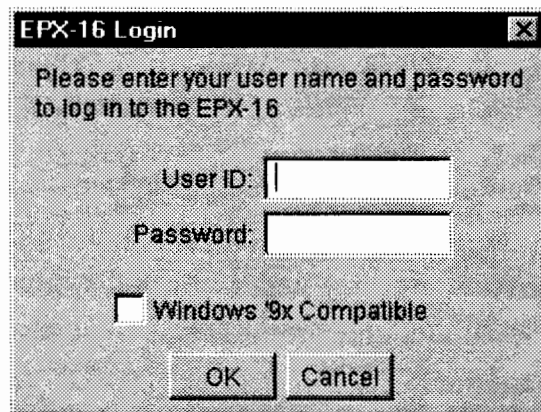 EPX-16 Login
Please enter your user name and password
to log in to the EPX-16
User ID:
Password:
Windows '9x Compatible
OK Cancel